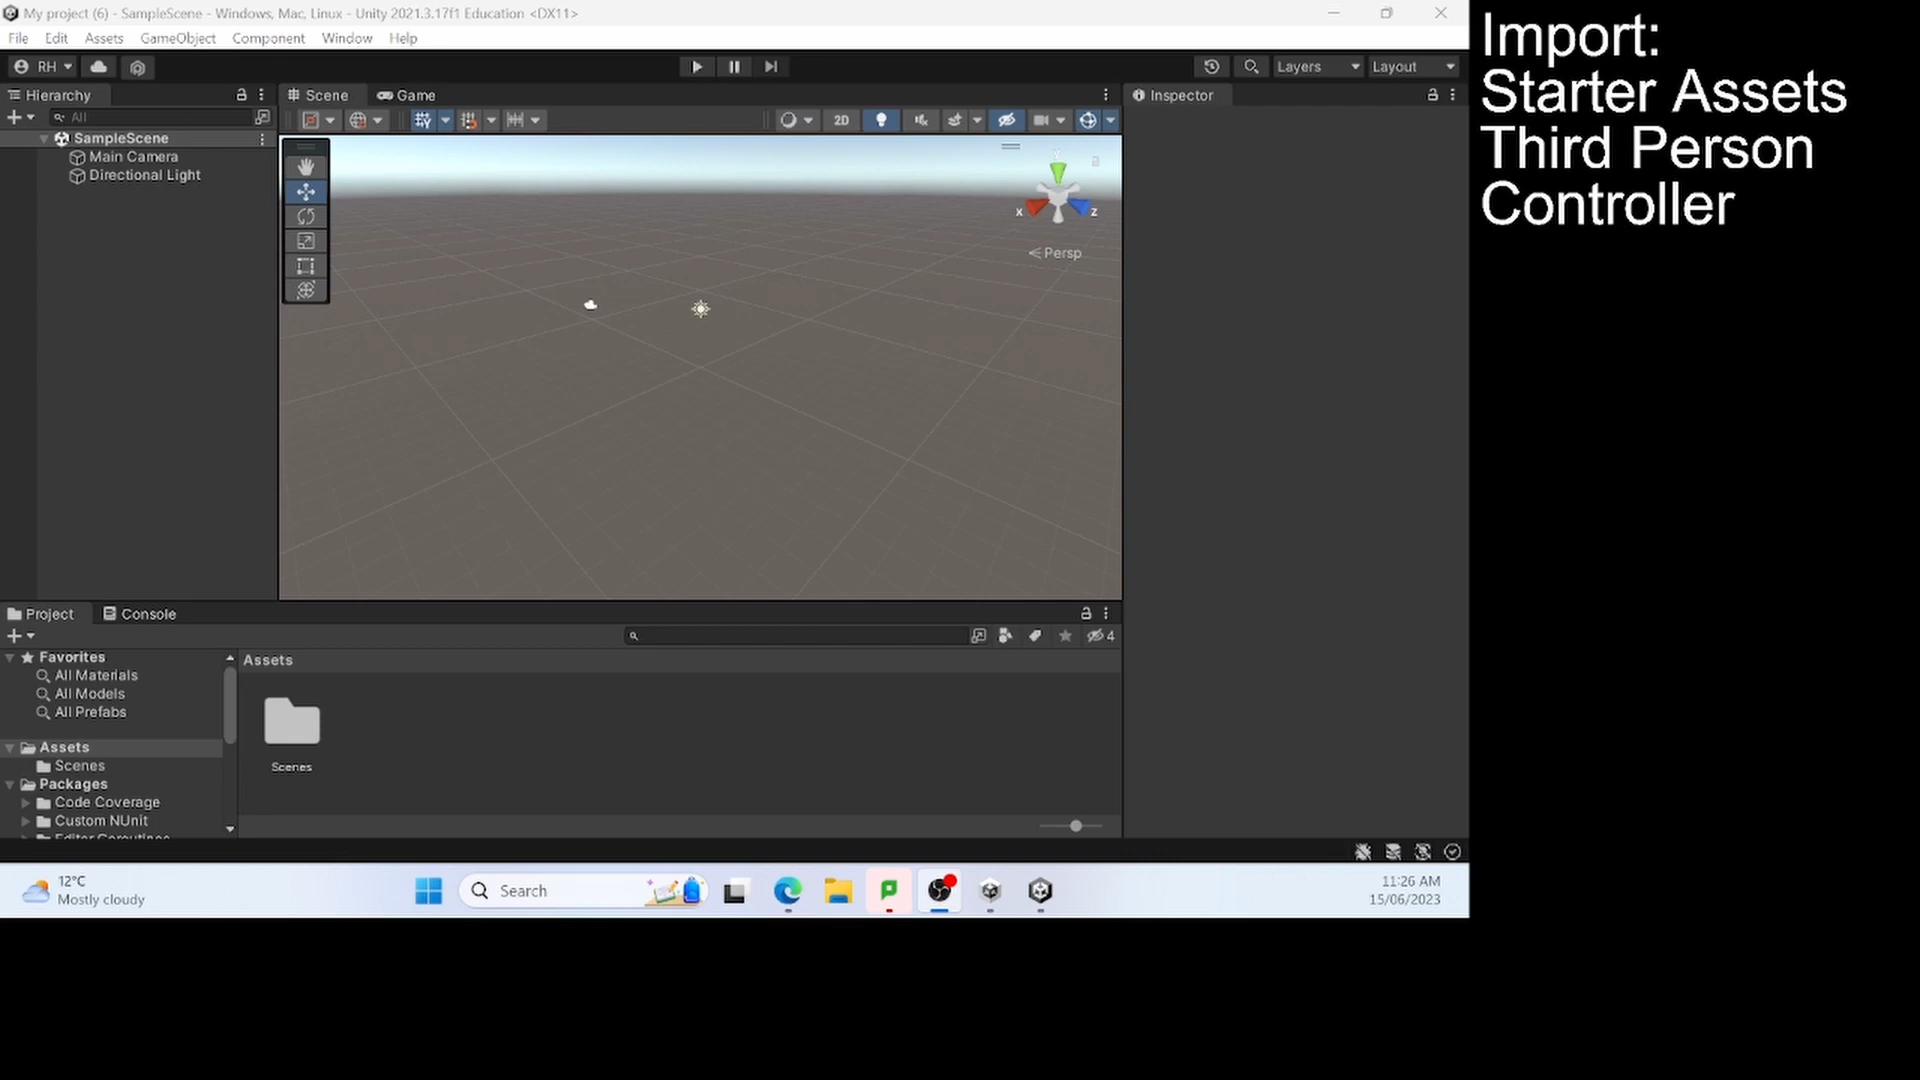 My project (6) - SampleScene - Windows, Mac, Linux - Unity 2021.3.17f1 Education <DX11>
File Edit Assets GameObject Component Window Help
RH
Layers
Layout
Hierarchy
Scene
Game
Inspector
All
2D
SampleScene
Main Camera
Directional Light
x
z
Persp
Project
Console
4
Favorites
All Materials
All Models
All Prefabs
Assets
Scenes
Packages
Code Coverage
Custom NUnit
Editor Coroutines
Assets
Scenes
12°C
Mostly cloudy
Search
11:26 AM
15/06/2023
Import:
Starter Assets
Third Person
Controller